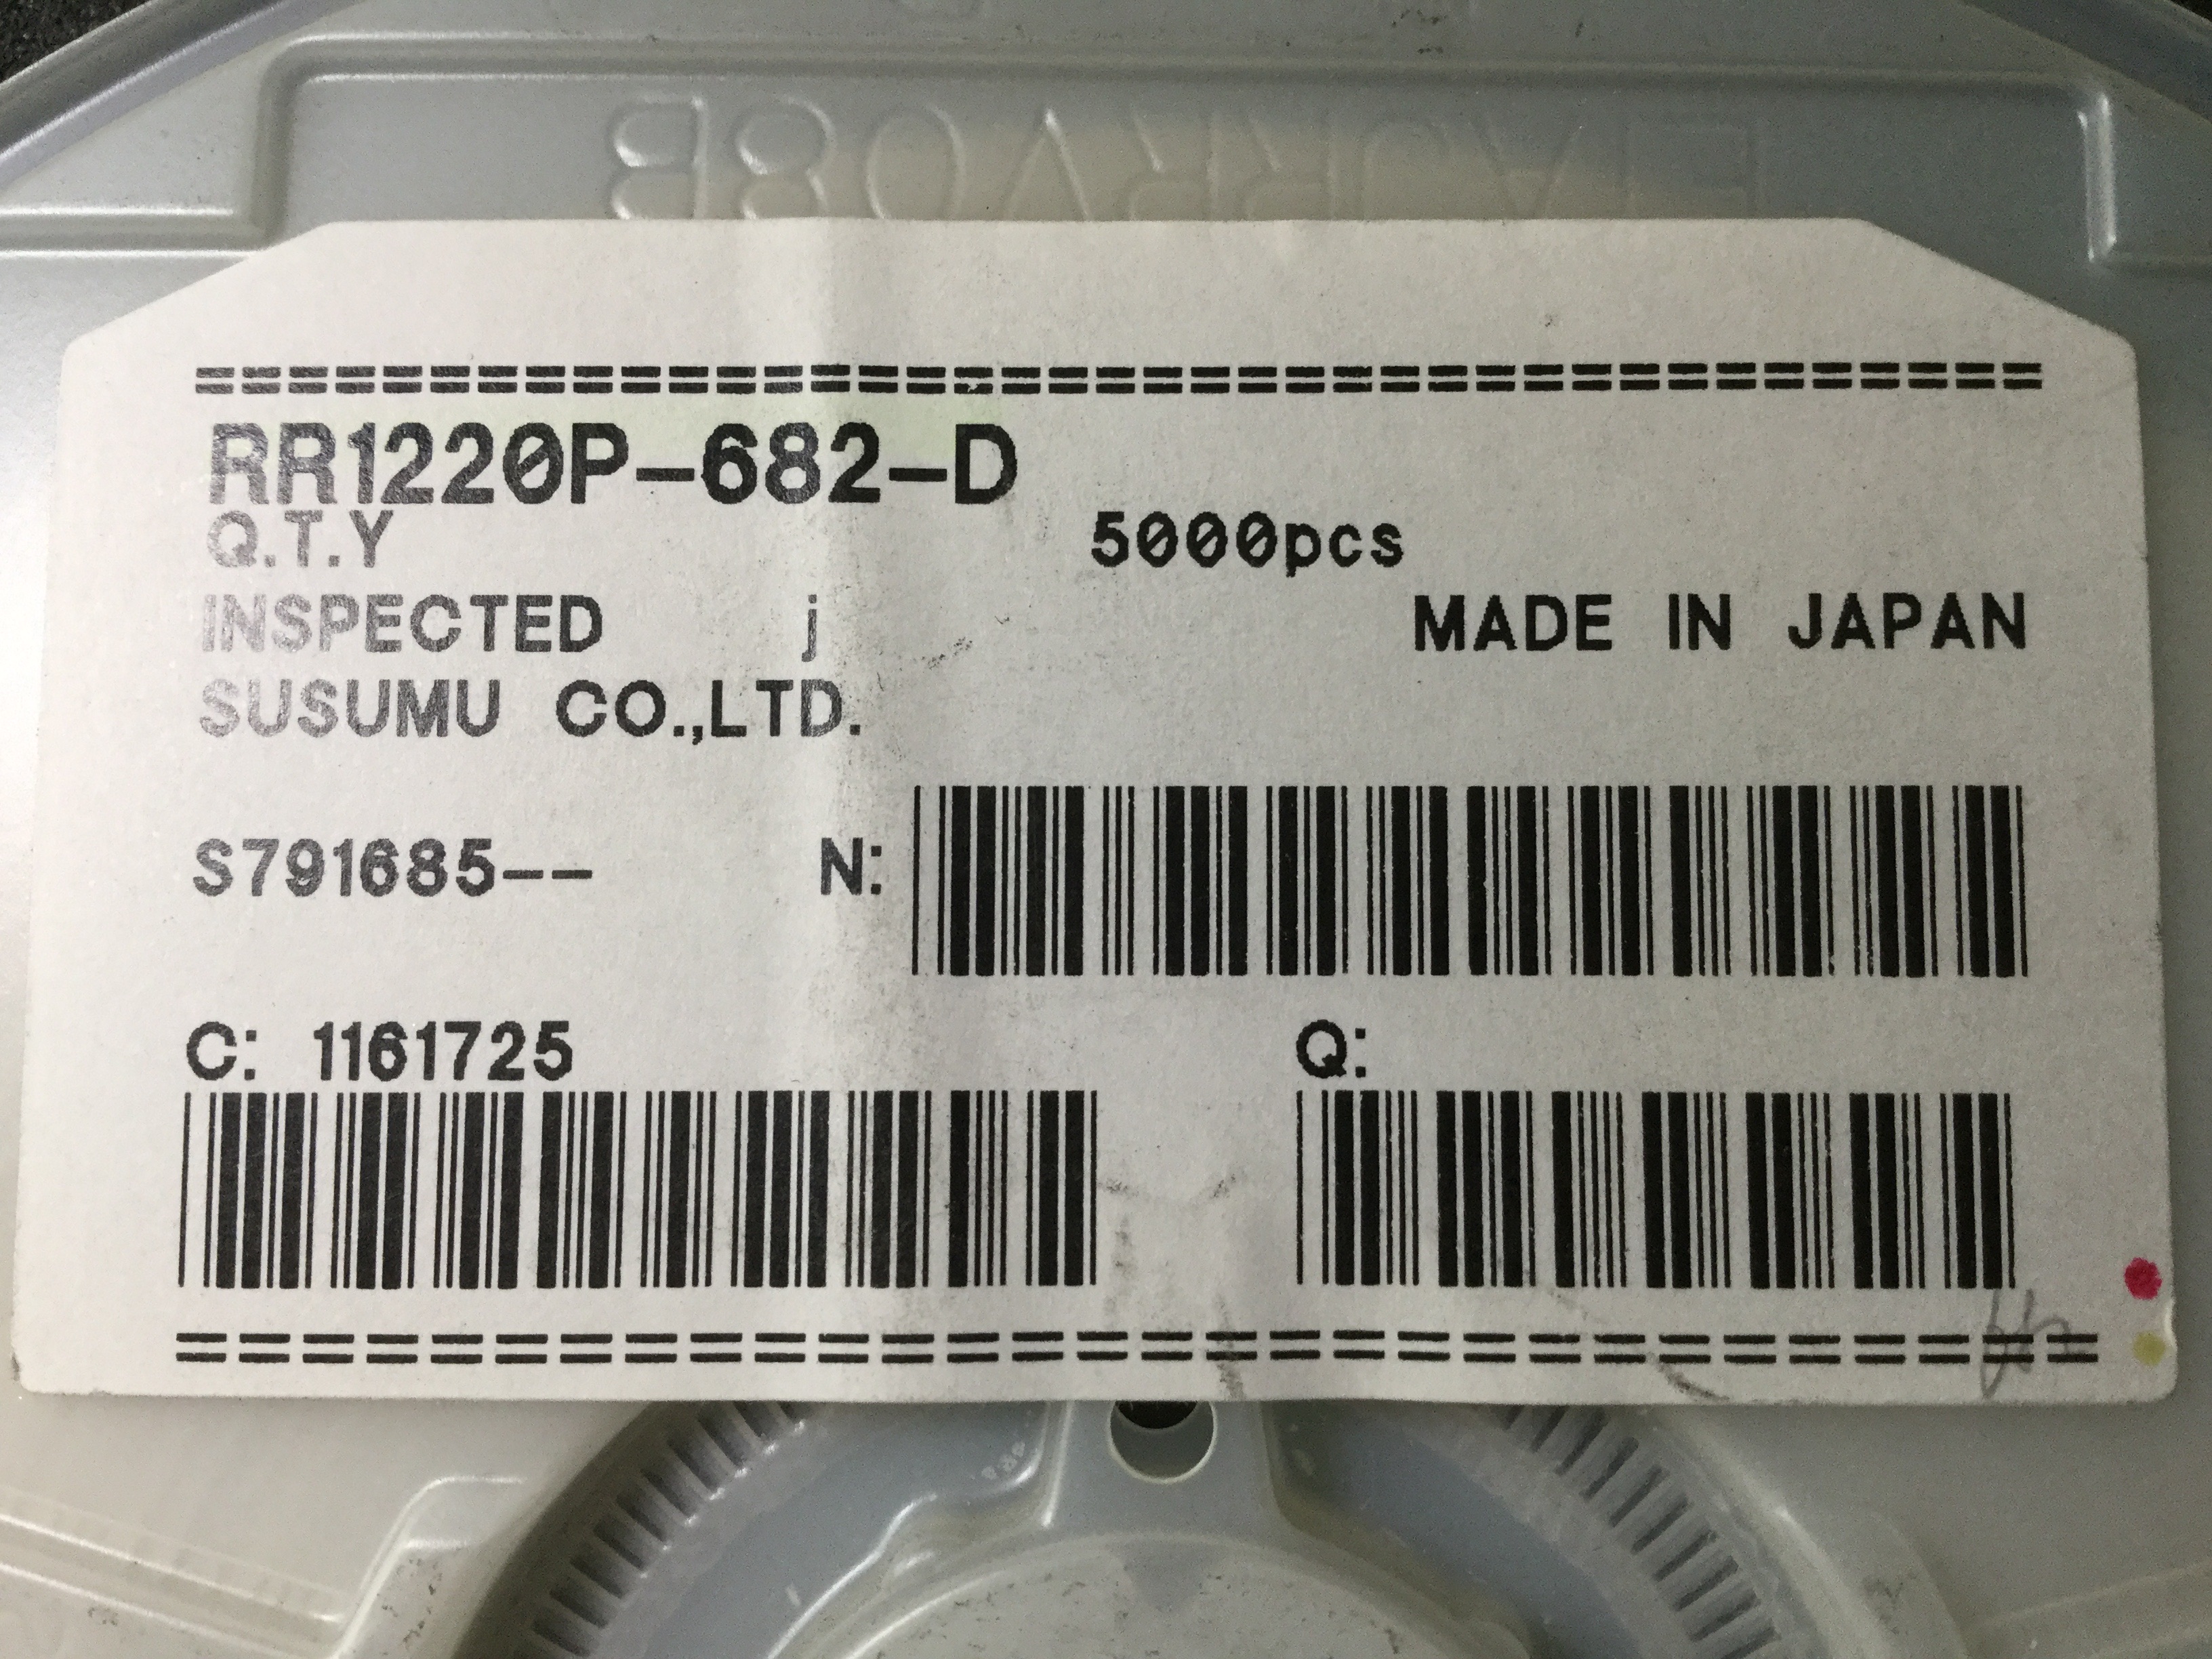 RR1220P-682-D
Q.T.Y 5000pcs
INSPECTED j MADE IN JAPAN
SUSUMU CO.,LTD.
S791685-- N:
C: 1161725 Q: